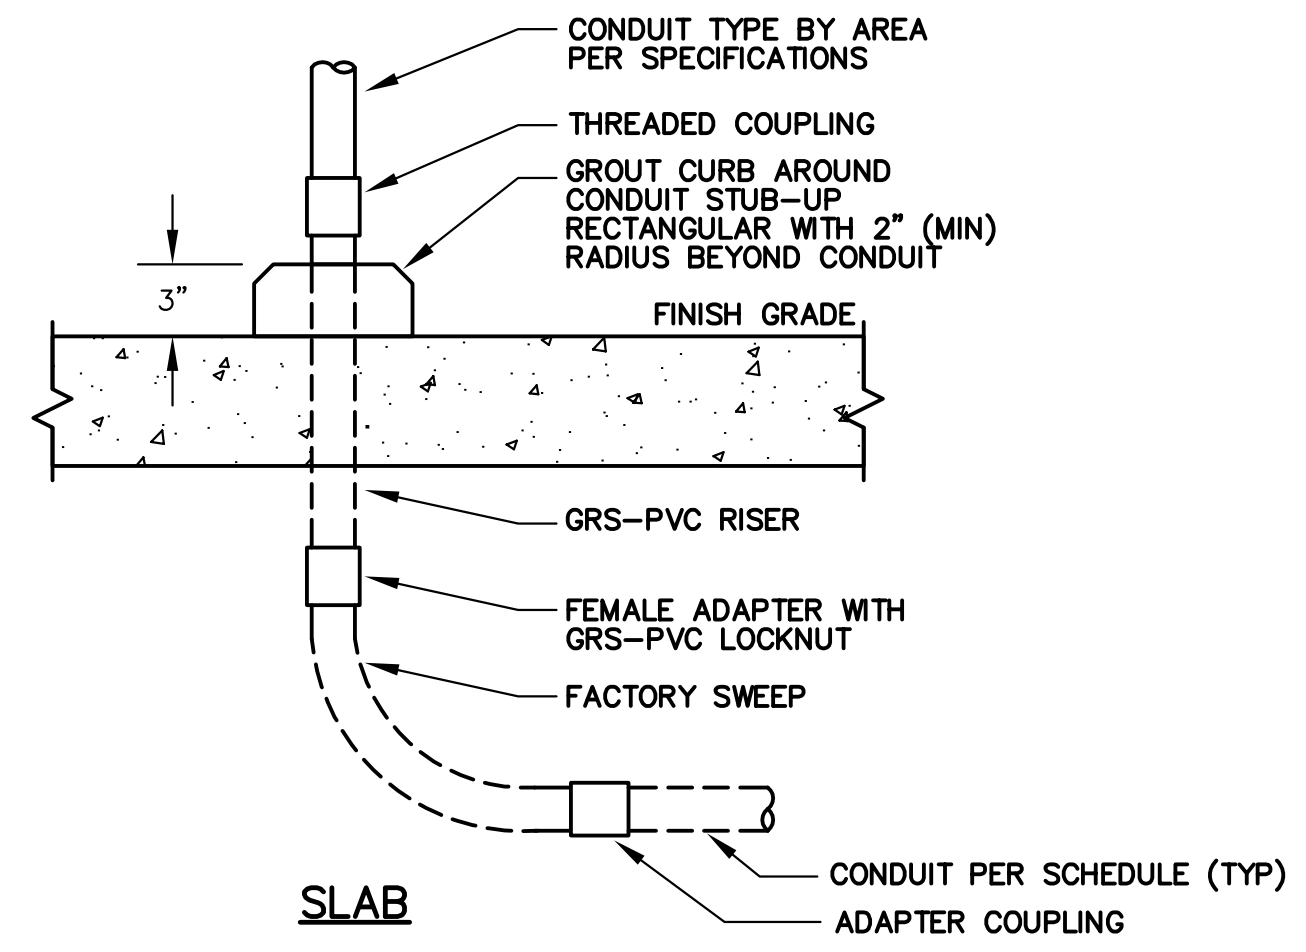 CONDUIT TYPE BY AREA
PER SPECIFICATIONS
THREADED COUPLING
GROUT CURB AROUND
CONDUIT STUB-UP
RECTANGULAR WITH 2" (MIN)
RADIUS BEYOND CONDUIT
3"
FINISH GRADE
GRS-PVC RISER
FEMALE ADAPTER WITH
GRS-PVC LOCKNUT
FACTORY SWEEP
CONDUIT PER SCHEDULE (TYP)
ADAPTER COUPLING
SLAB